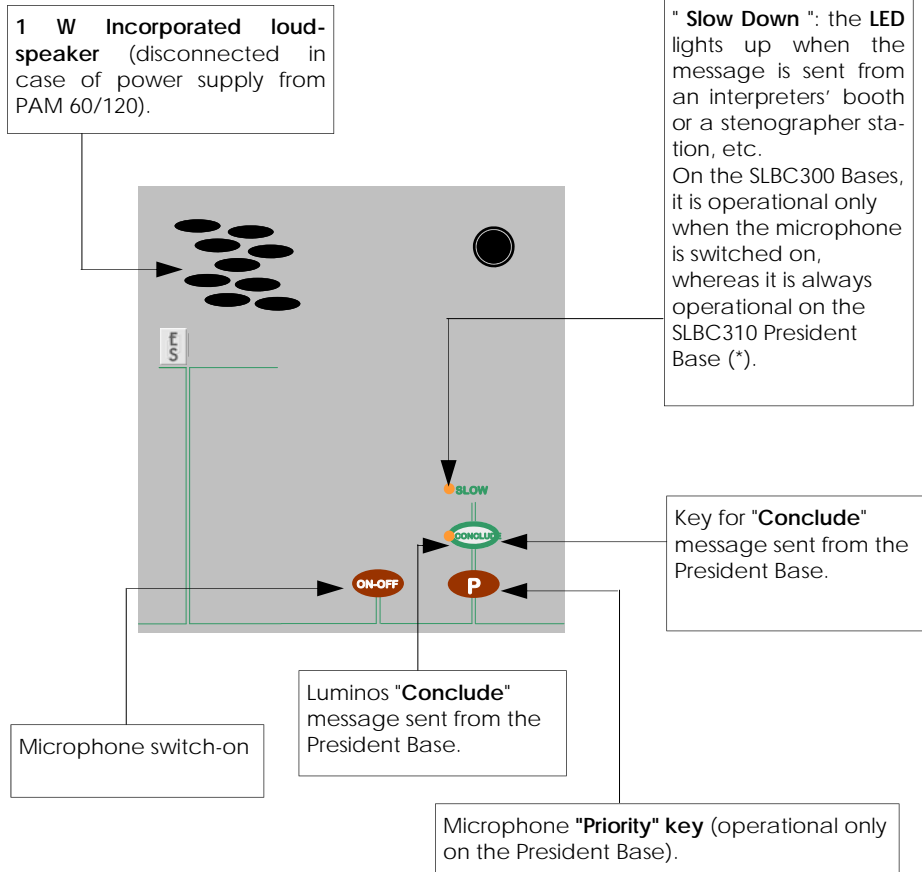 1 W Incorporated loud-
speaker (disconnected in
case of power supply from
PAM 60/120).
" Slow Down ": the LED
lights up when the
message is sent from
an interpreters' booth
or a stenographer sta-
tion, etc.
On the SLBC300 Bases,
it is operational only
when the microphone
is switched on,
whereas it is always
operational on the
SLBC310 President
Base (*).
E
S
SLOW
CONCLUDE
ON-OFF
P
Key for "Conclude"
message sent from the
President Base.
Luminos "Conclude"
message sent from the
President Base.
Microphone switch-on
Microphone "Priority" key (operational only
on the President Base).